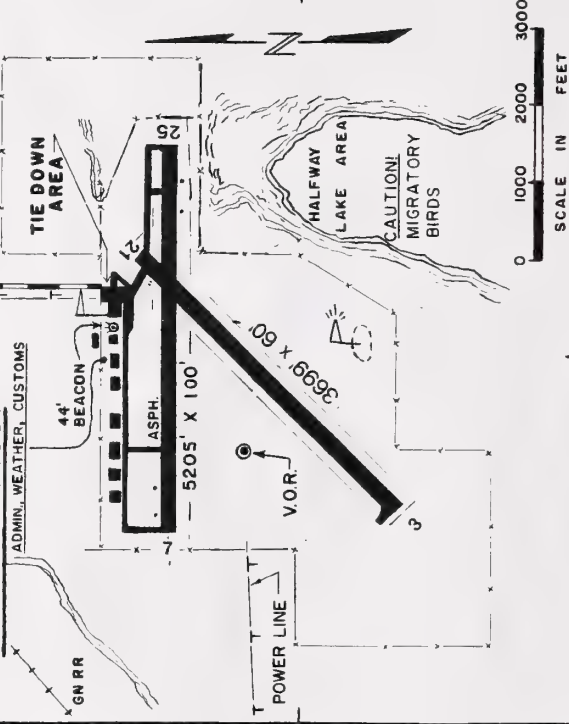 TIE DOWN
AREA
ADMIN., WEATHER, CUSTOMS
44'
BEACON
GN RR
25
21
ASPH.
5205' X 100'
7
3699' X 60'
V.O.R.
3
POWER LINE
T
T
T
T
N
HALFWAY
LAKE AREA
CAUTION!
MIGRATORY
BIRDS
0 1000 2000 3000
SCALE IN FEET